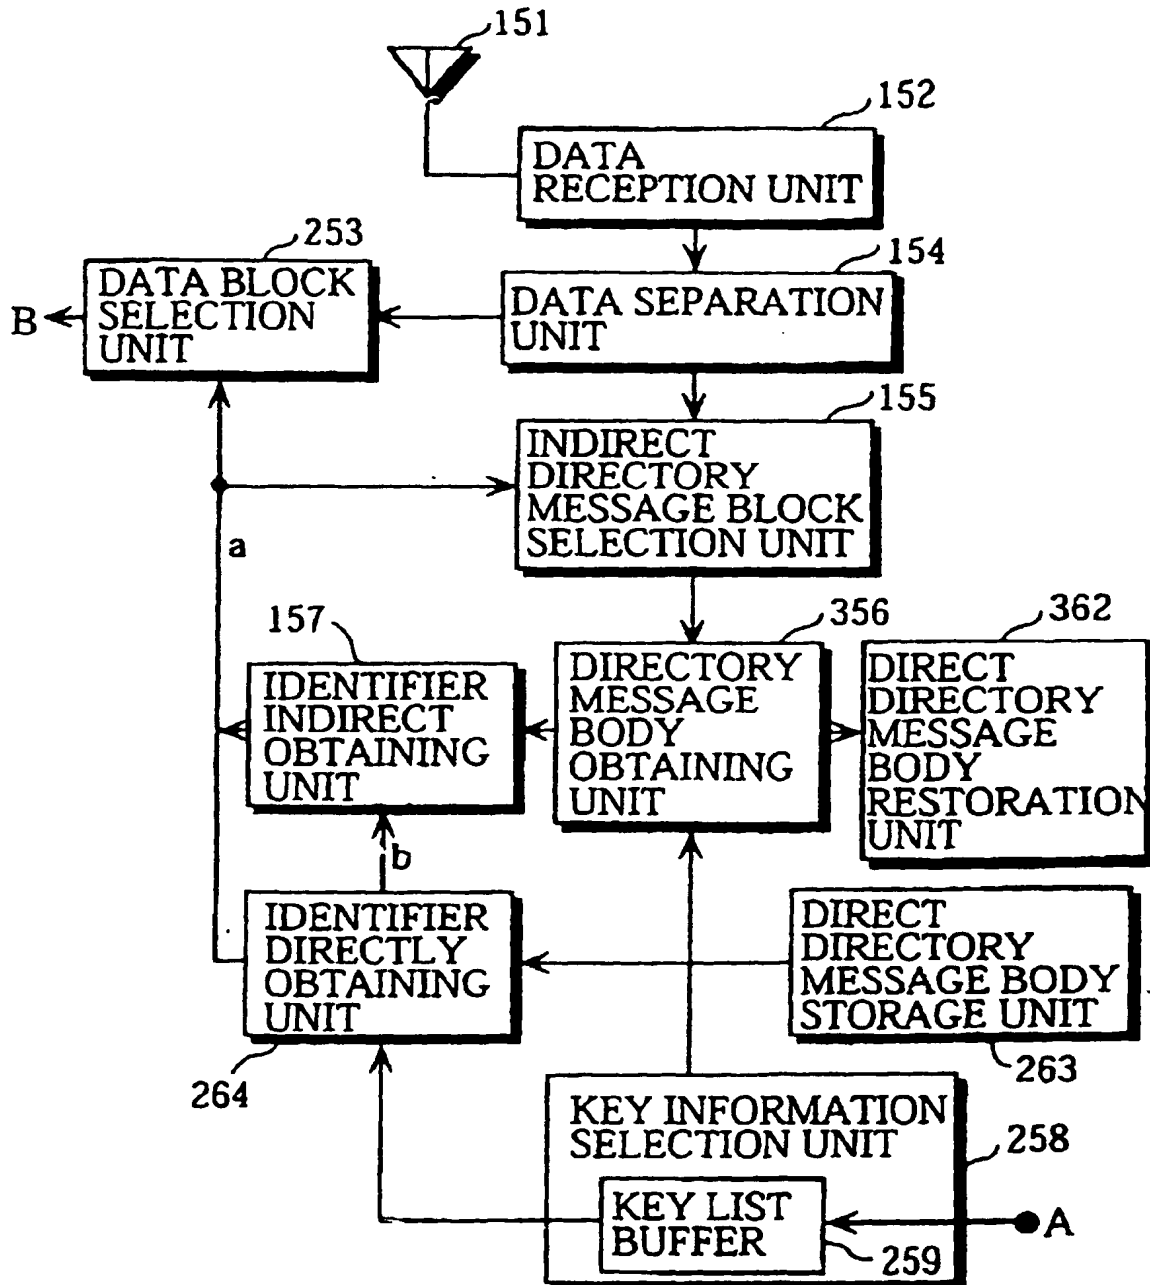 151
152
DATA
RECEPTION UNIT
253
154
DATA BLOCK
SELECTION
UNIT
B
DATA SEPARATION
UNIT
155
INDIRECT
DIRECTORY
MESSAGE BLOCK
SELECTION UNIT
a
157
356
362
IDENTIFIER
INDIRECT
OBTAINING
UNIT
DIRECTORY
MESSAGE
BODY
OBTAINING
UNIT
DIRECT
DIRECTORY
MESSAGE
BODY
RESTORATION
UNIT
b
IDENTIFIER
DIRECTLY
OBTAINING
UNIT
264
DIRECT
DIRECTORY
MESSAGE BODY
STORAGE UNIT
263
KEY INFORMATION
SELECTION UNIT
258
KEY LIST
BUFFER
259
A